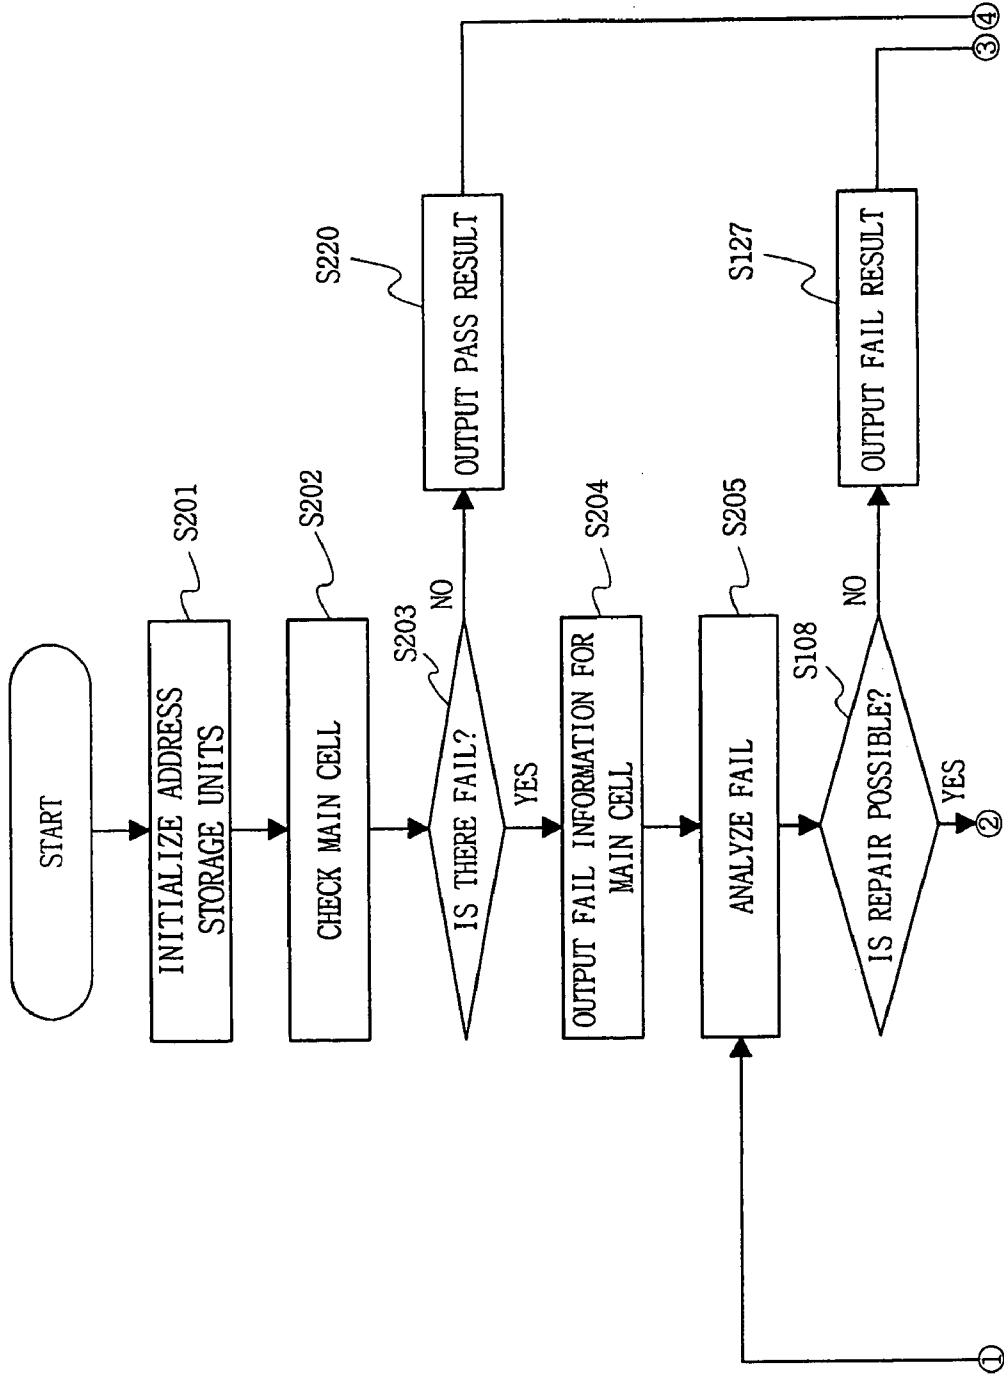 START
INITIALIZE ADDRESS
STORAGE UNITS
S201
CHECK MAIN CELL
S202
IS THERE FAIL?
S203
NO
YES
OUTPUT PASS RESULT
S220
OUTPUT FAIL INFORMATION FOR
MAIN CELL
S204
ANALYZE FAIL
S205
IS REPAIR POSSIBLE?
S108
NO
YES
OUTPUT FAIL RESULT
S127
①
②
③
④